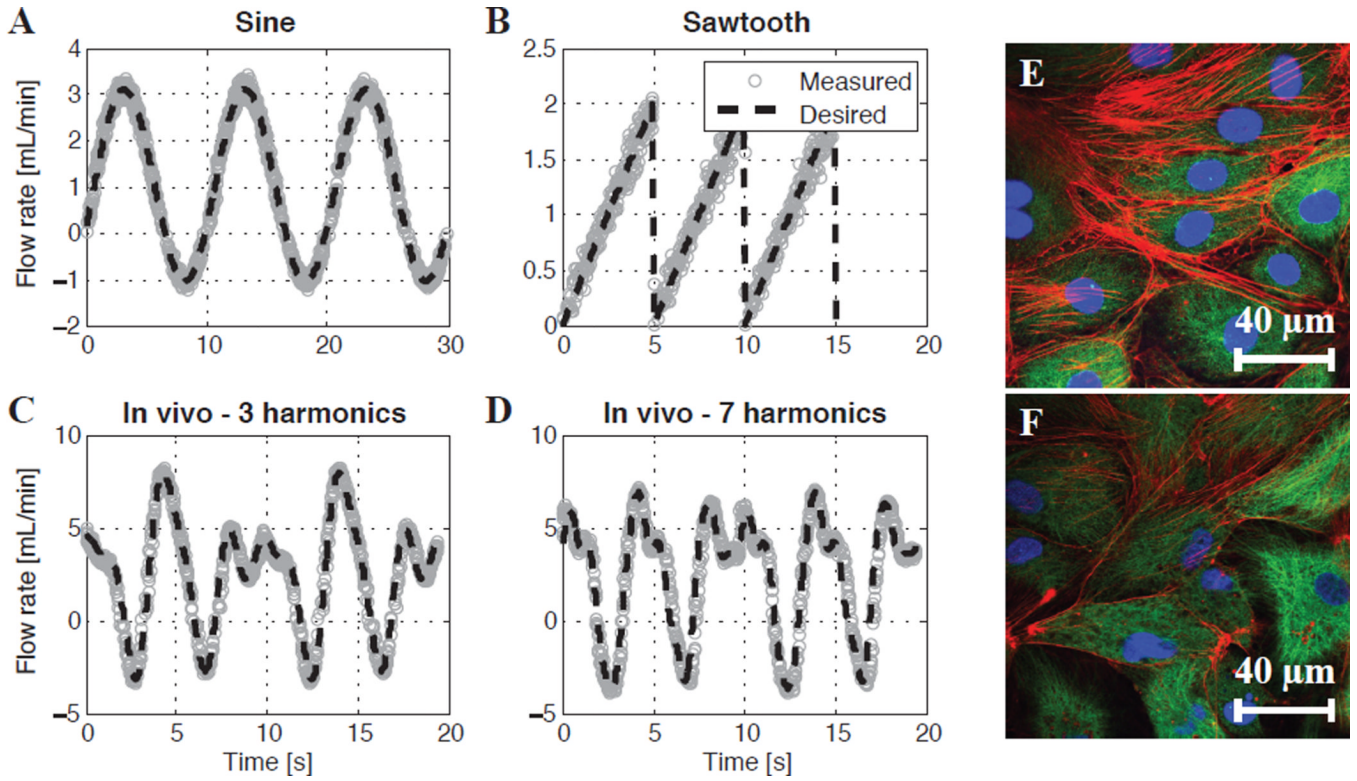 A
Sine
Flow rate [mL/min]
4
3
2
1
0
−1
−2
0
10
20
30
B
Sawtooth
Measured
Desired
2.5
2
1.5
1
0.5
0
0
5
10
15
20
C
In vivo - 3 harmonics
Flow rate [mL/min]
10
5
0
−5
0
5
10
15
20
Time [s]
D
In vivo - 7 harmonics
10
5
0
−5
0
5
10
15
20
Time [s]
E
40 µm
F
40 µm